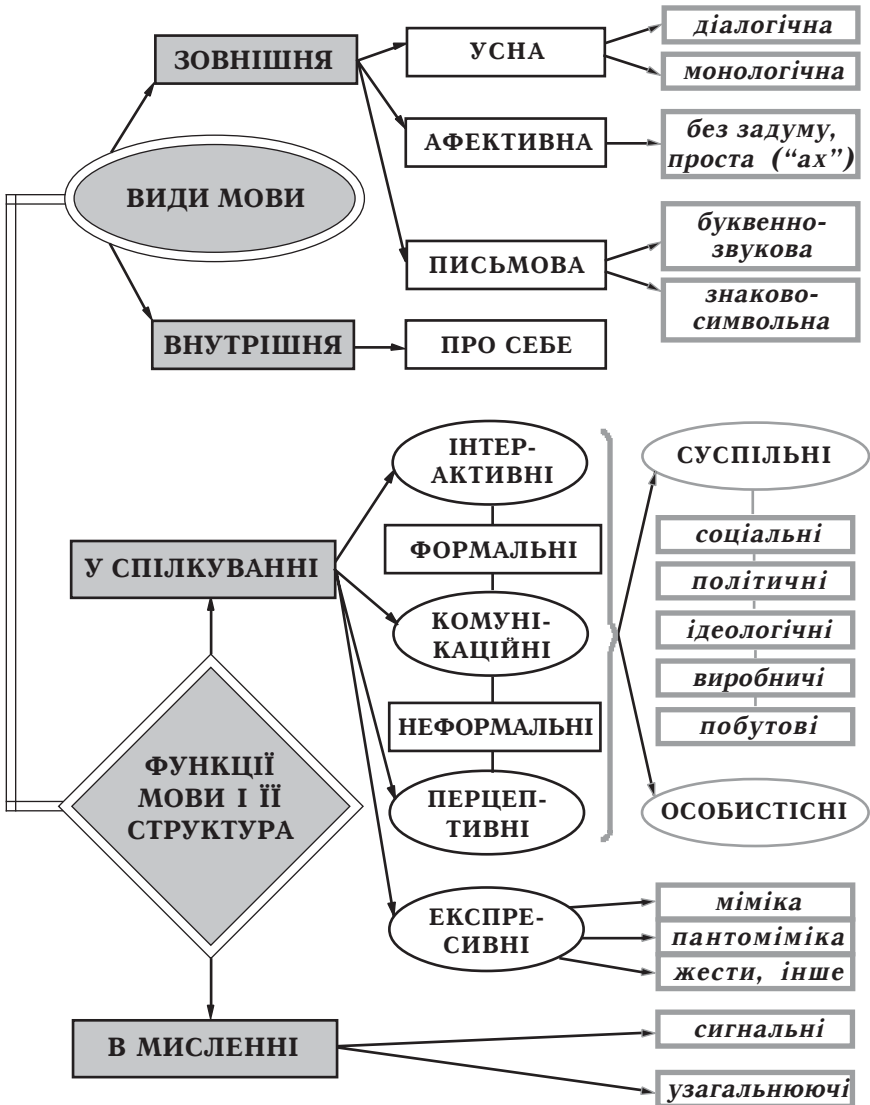 ВИДИ МОВИ
ЗОВНІШНЯ
УСНА
діалогічна
монологічна
АФЕКТИВНА
без задуму,
проста (“ах”)
ПИСЬМОВА
буквенно-
звукова
знаково-
символьна
ВНУТРІШНЯ
ПРО СЕБЕ
ФУНКЦІЇ
МОВИ І ЇЇ
СТРУКТУРА
У СПІЛКУВАННІ
ІНТЕР-
АКТИВНІ
ФОРМАЛЬНІ
КОМУНІ-
КАЦІЙНІ
НЕФОРМАЛЬНІ
ПЕРЦЕП-
ТИВНІ
СУСПІЛЬНІ
соціальні
політичні
ідеологічні
виробничі
побутові
ОСОБИСТІСНІ
ЕКСПРЕ-
СИВНІ
міміка
пантоміміка
жести, інше
В МИСЛЕННІ
сигнальні
узагальнюючі